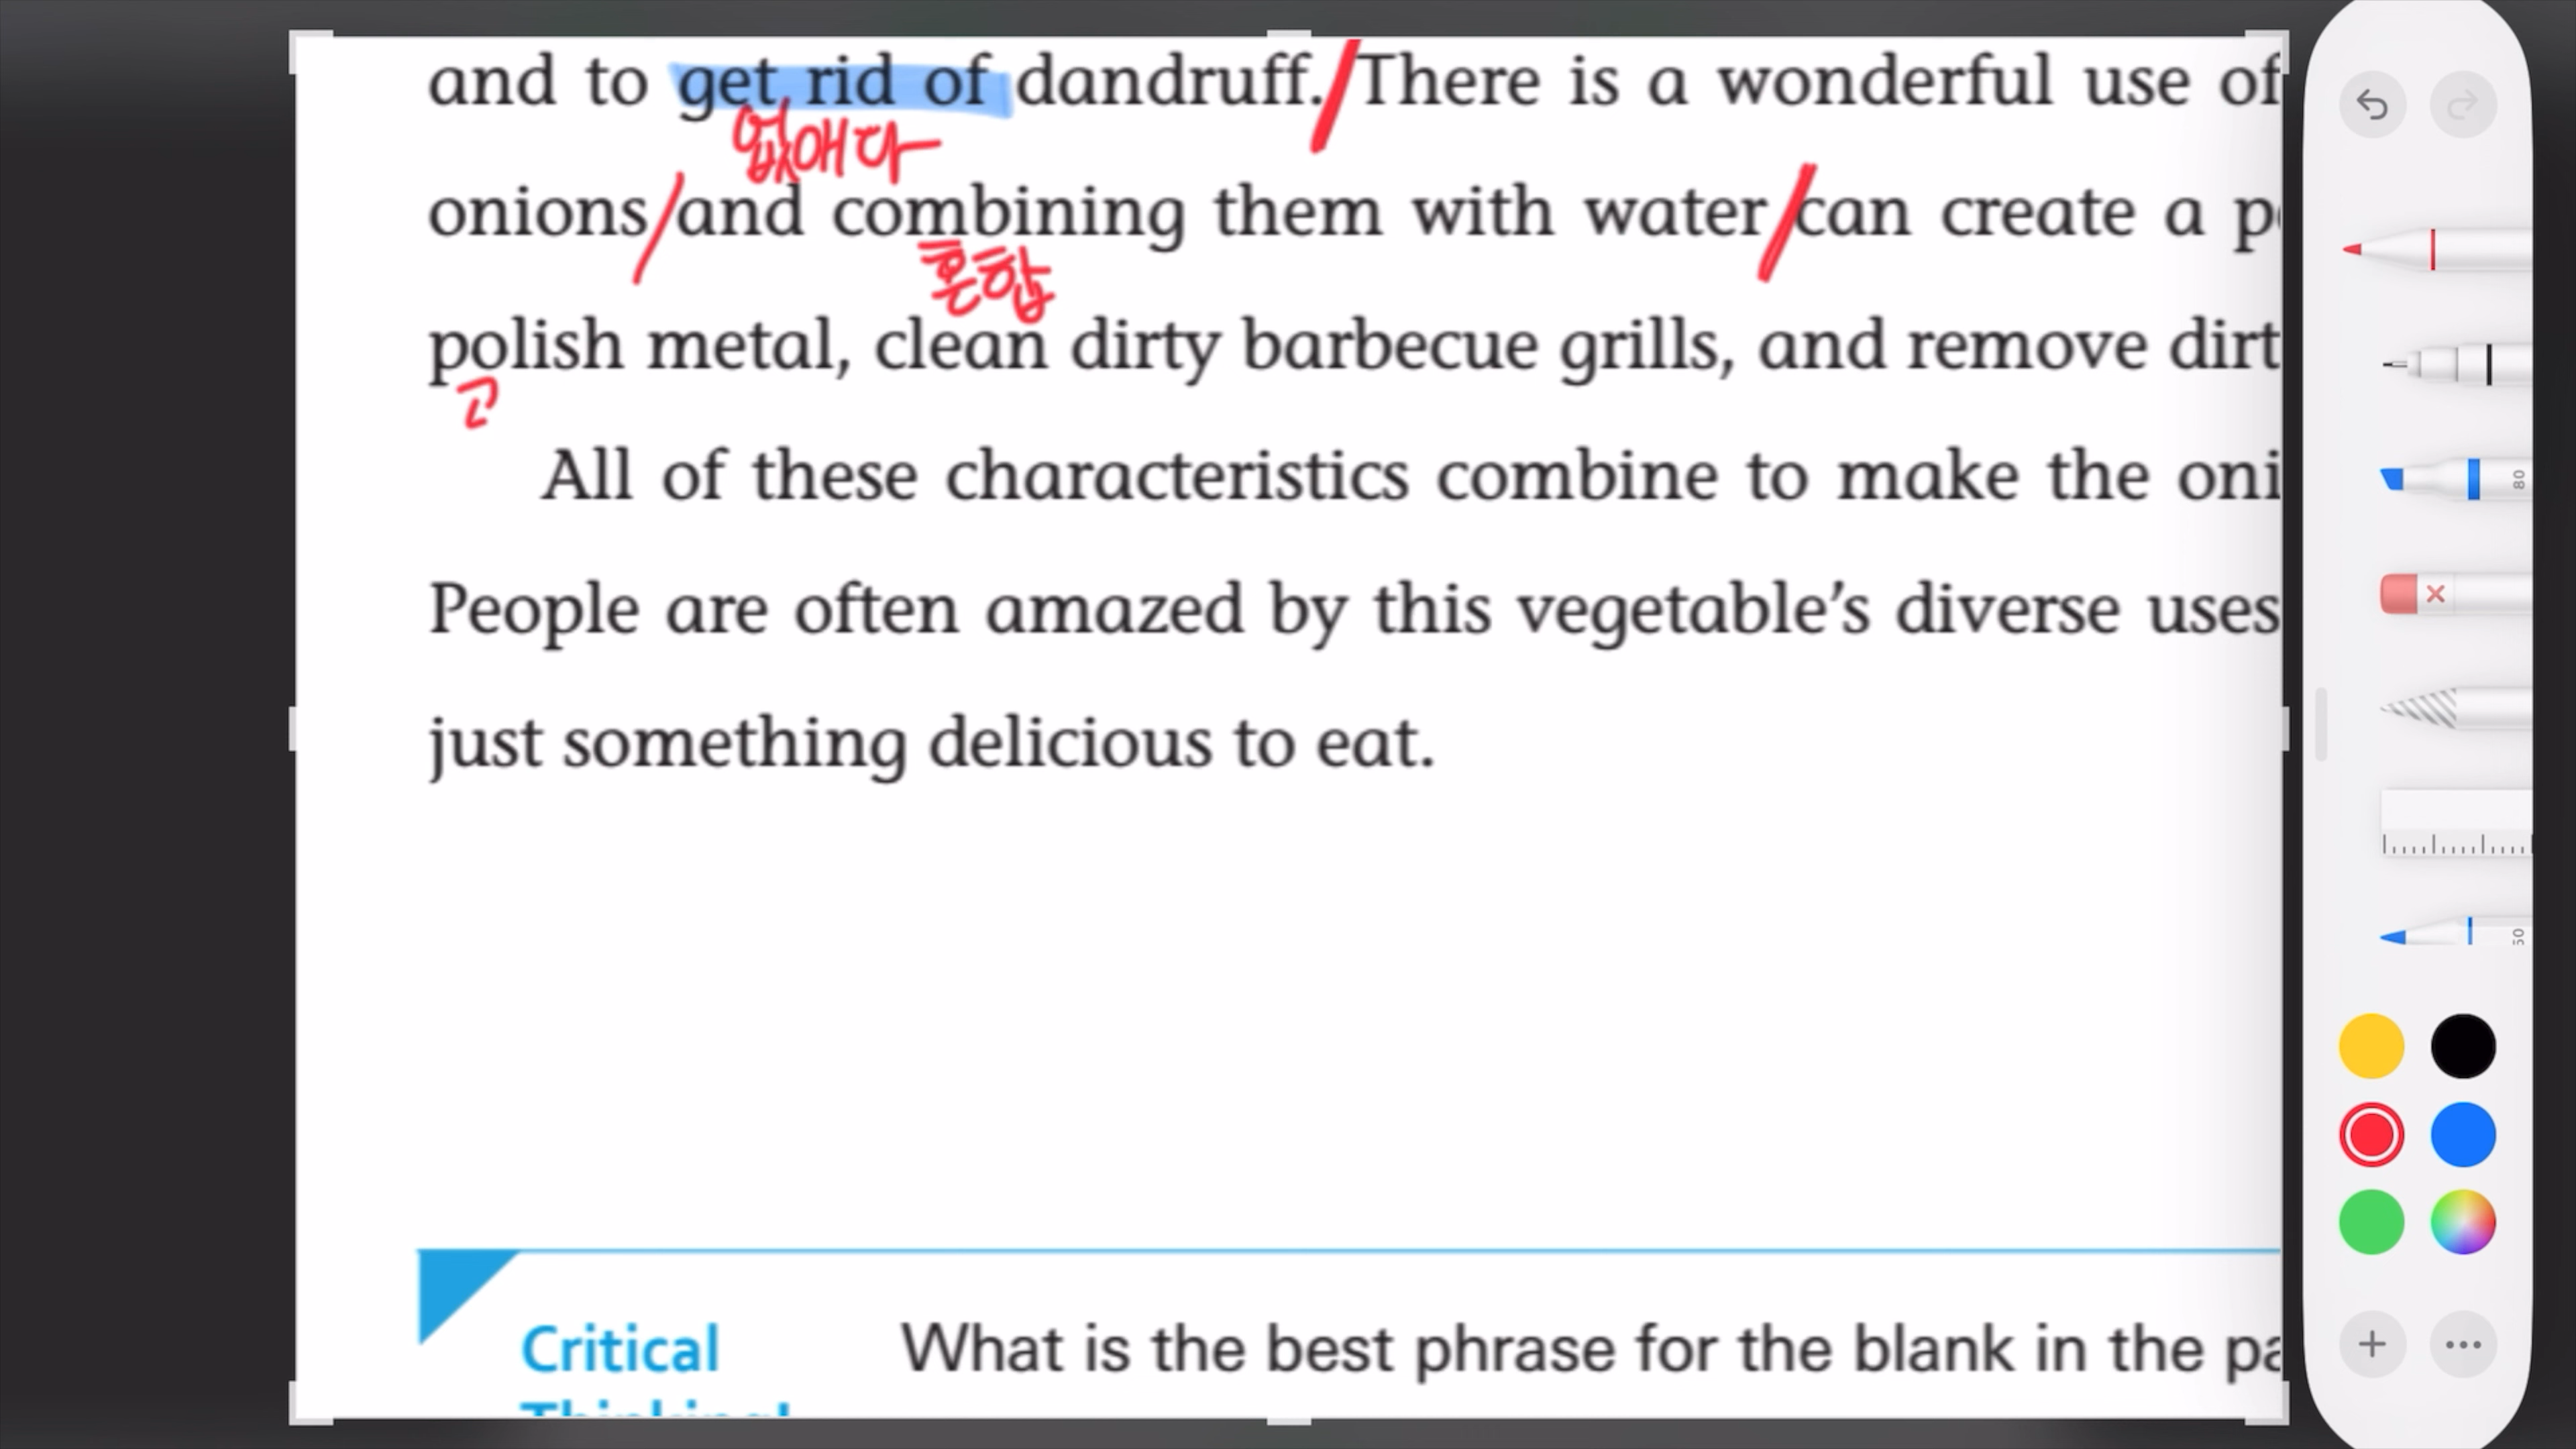 and to get rid of dandruff. There is a wonderful use of
없애다
onions and combining them with water can create a
혼합
polish metal, clean dirty barbecue grills, and remove dirt
All of these characteristics combine to make the oni
People are often amazed by this vegetable's diverse uses
just something delicious to eat.
Critical
What is the best phrase for the blank in the pa
Thinking!
80
50